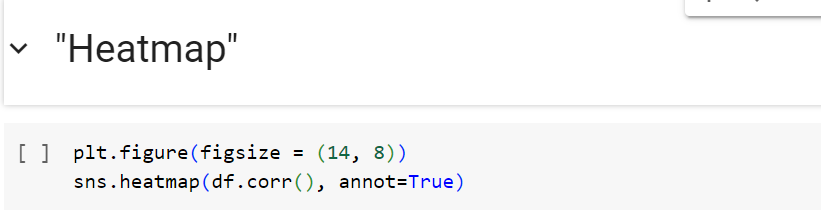 "Heatmap"
[ ] plt.figure(figsize = (14, 8))
sns.heatmap(df.corr(), annot=True)